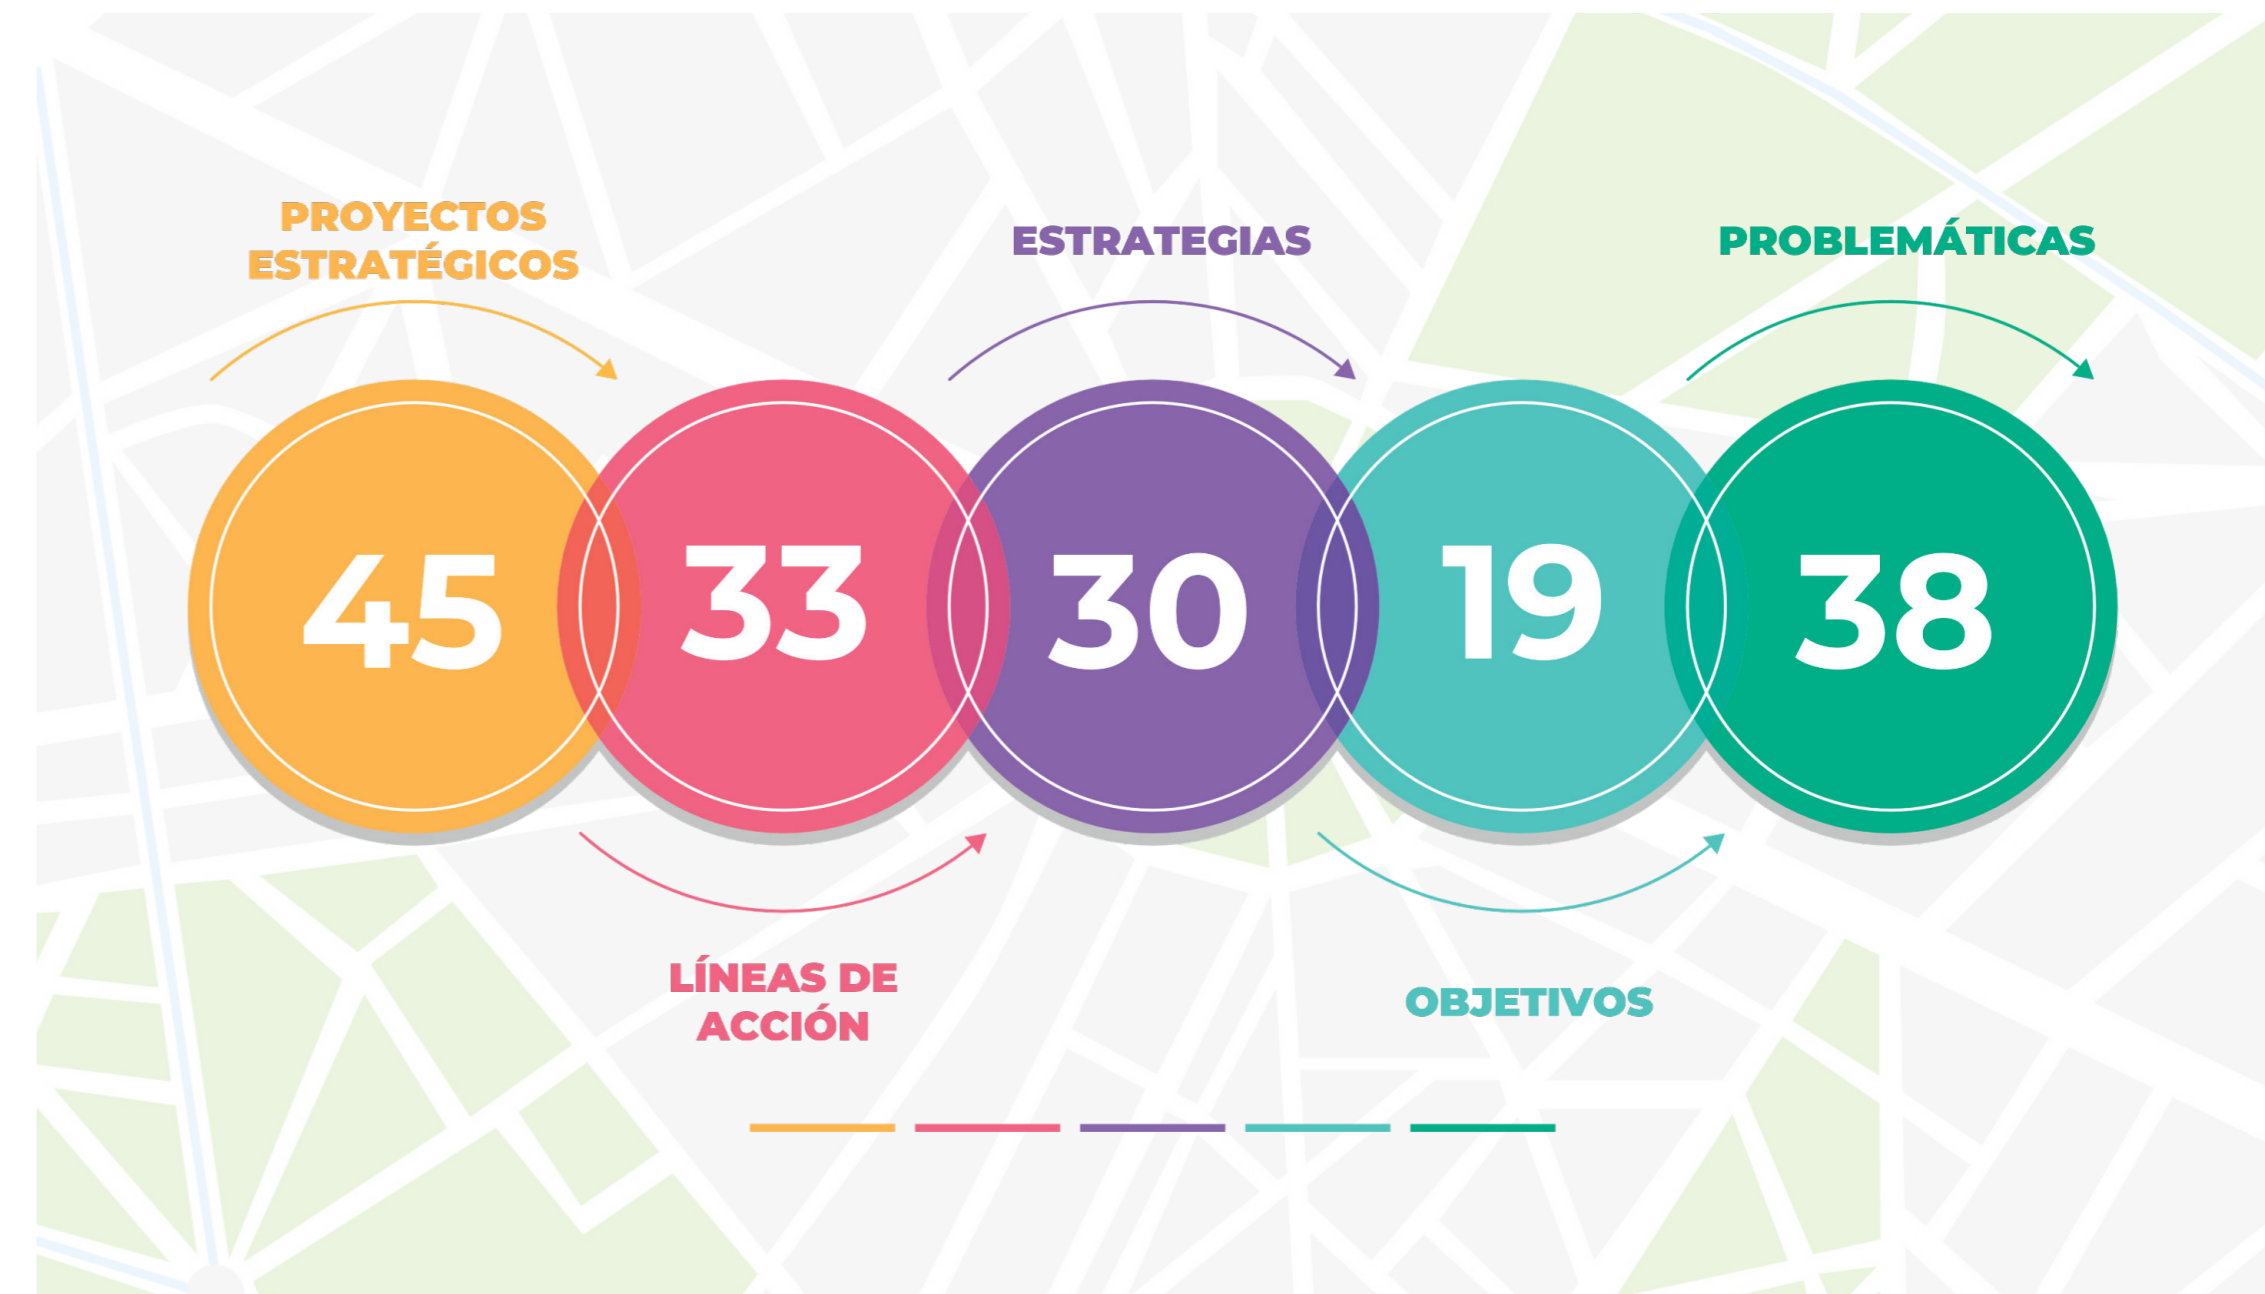 PROYECTOS
ESTRATÉGICOS
ESTRATEGIAS
PROBLEMÁTICAS
45
33
30
19
38
LÍNEAS DE
ACCIÓN
OBJETIVOS